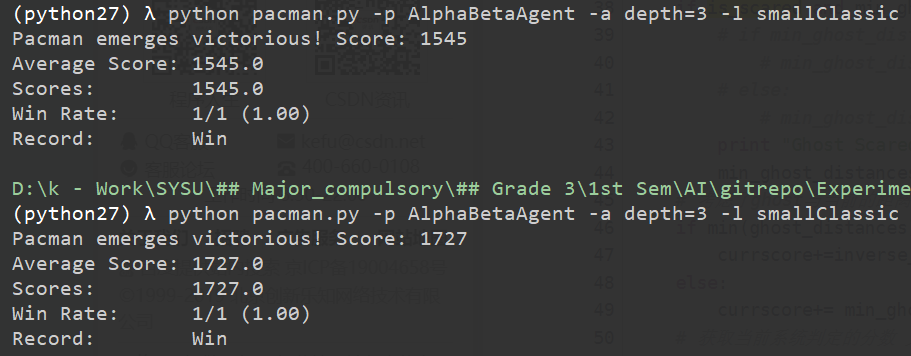 (python27) λ python pacman.py -p AlphaBetaAgent -a depth=3 -l smallClassic
Pacman emerges victorious! Score: 1545
Average Score: 1545.0
Scores:        1545.0
Win Rate:      1/1 (1.00)
Record:        Win
D:\k - Work\SYSU\## Major_compulsory\## Grade 3\1st Sem\AI\gitrepo\Experime
(python27) λ python pacman.py -p AlphaBetaAgent -a depth=3 -l smallClassic
Pacman emerges victorious! Score: 1727
Average Score: 1727.0
Scores:        1727.0
Win Rate:      1/1 (1.00)
Record:        Win